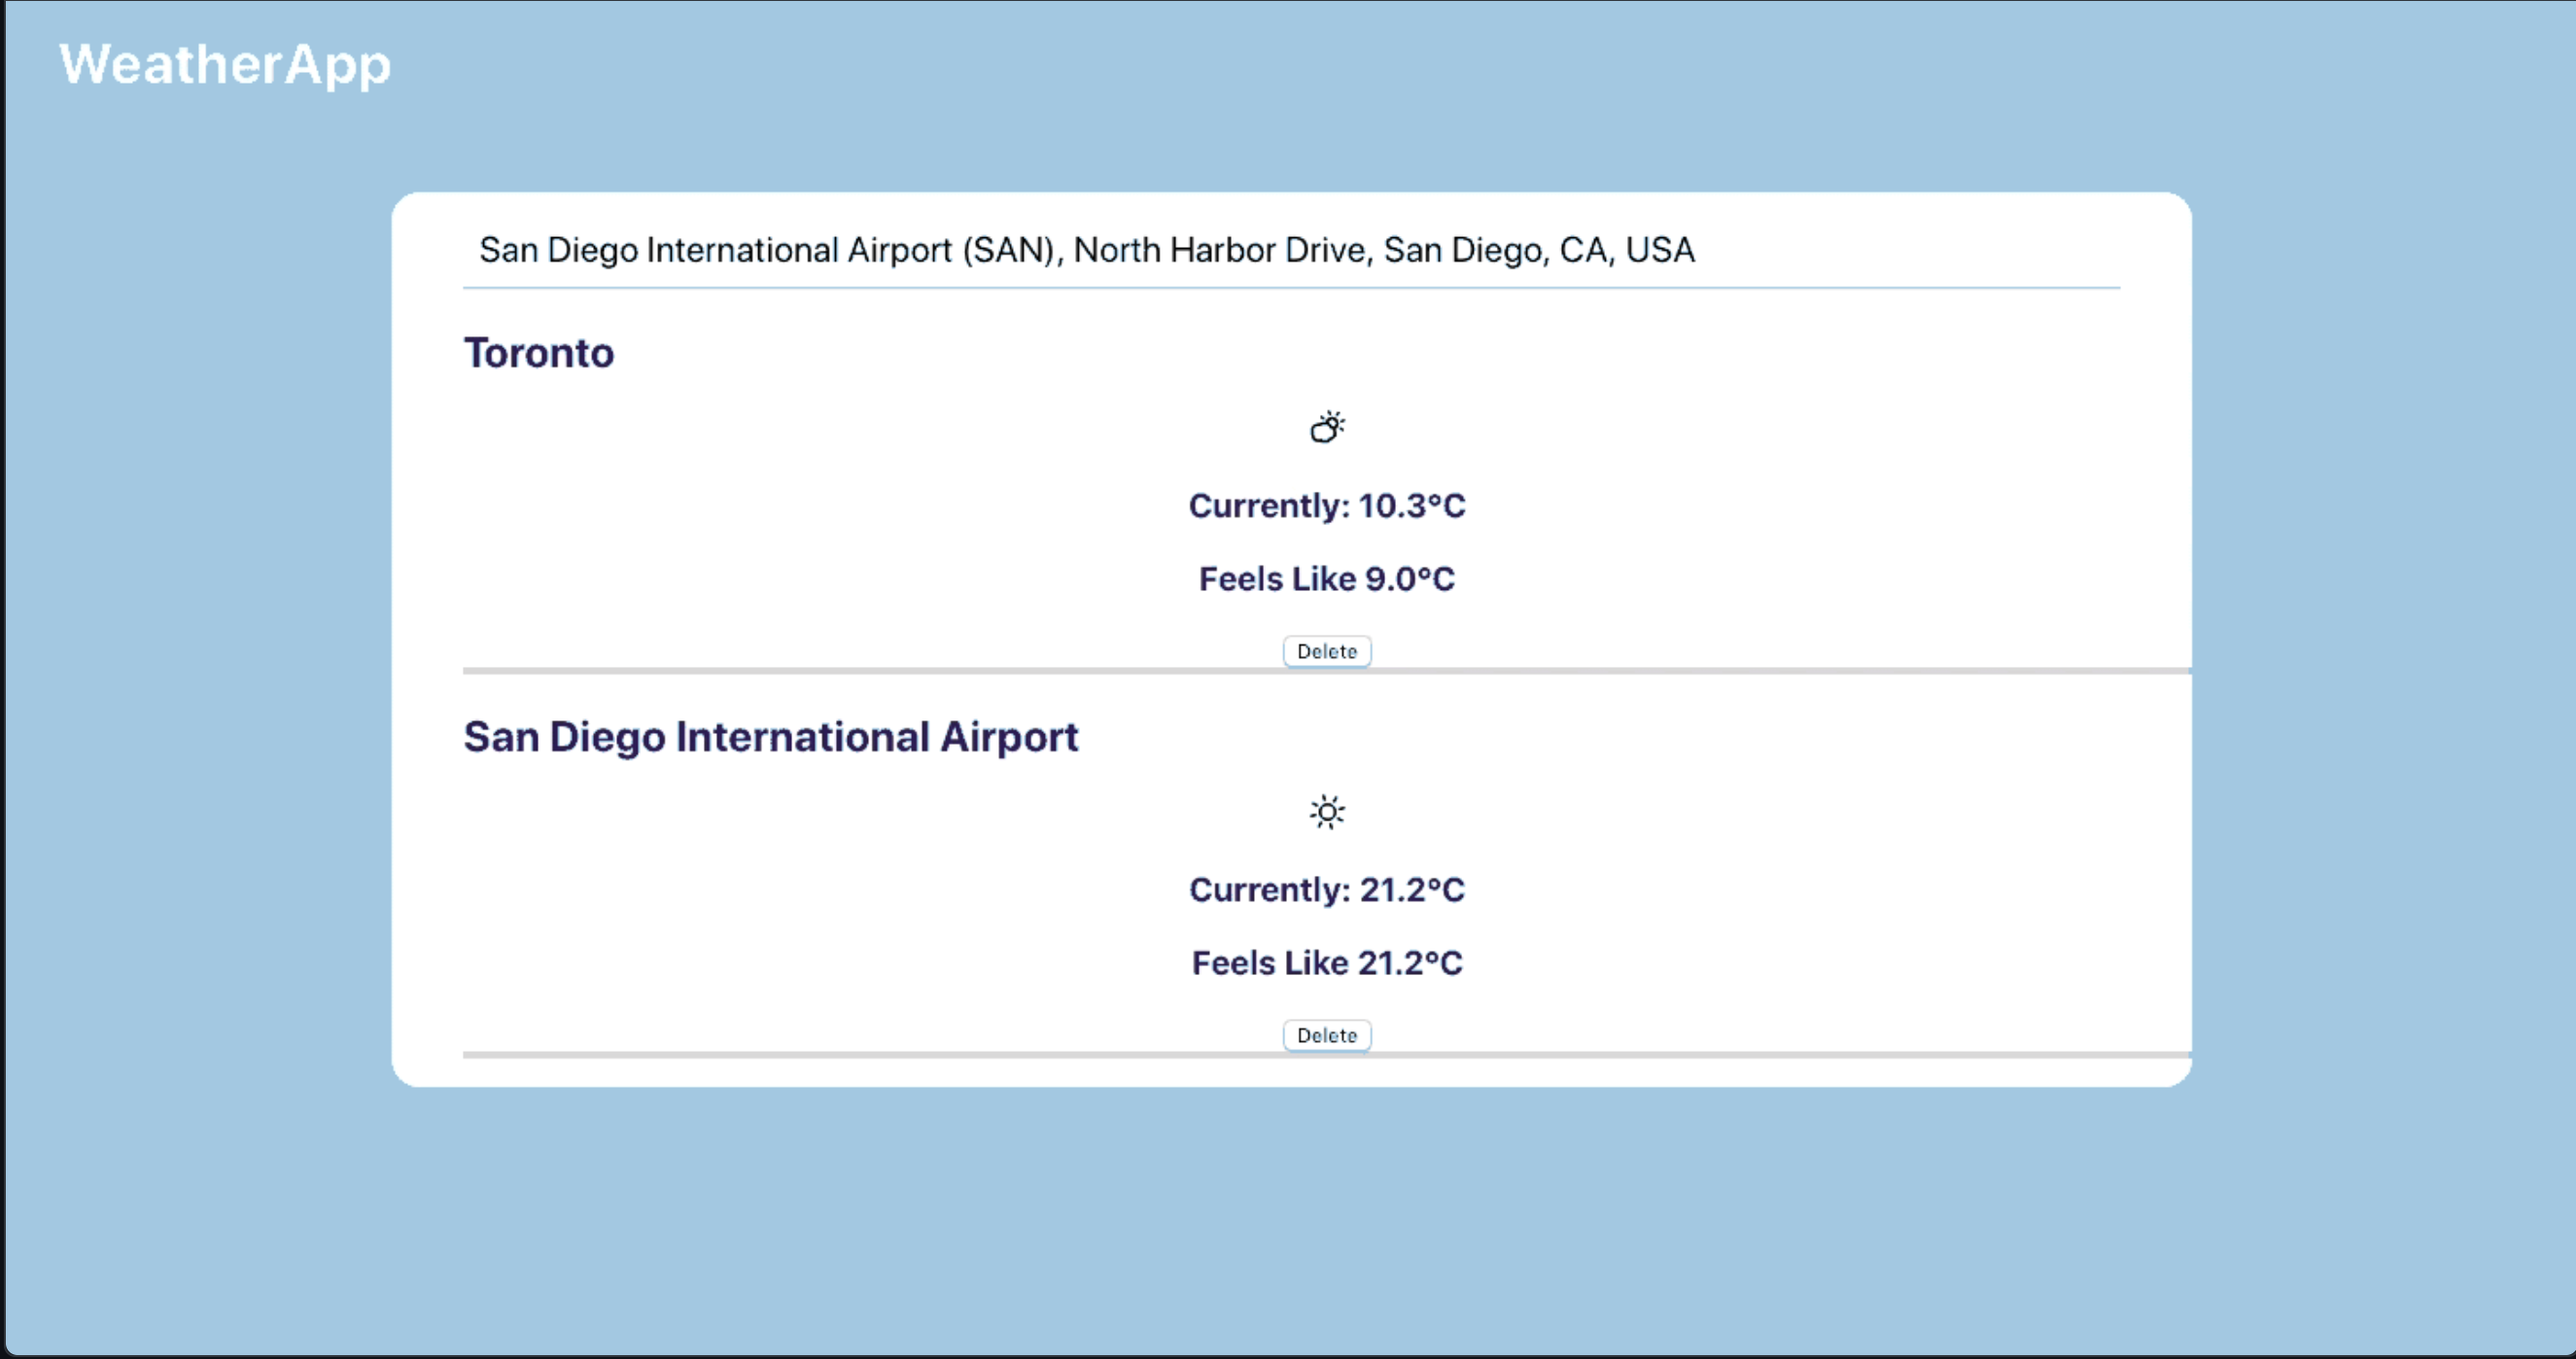 WeatherApp
San Diego International Airport (SAN), North Harbor Drive, San Diego, CA, USA
Toronto
Currently: 10.3°C
Feels Like 9.0°C
Delete
San Diego International Airport
Currently: 21.2°C
Feels Like 21.2°C
Delete